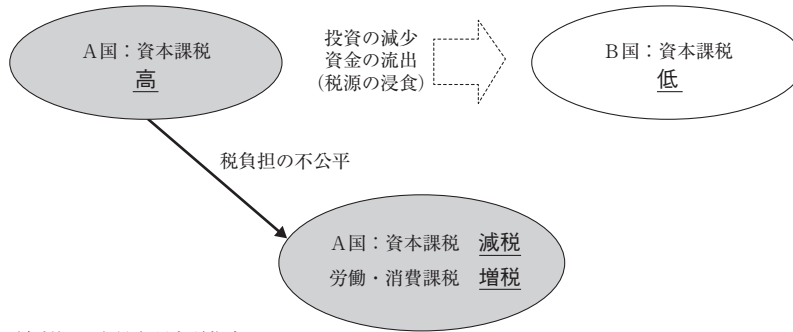 A国：資本課税
高
投資の減少
資金の流出
(税源の浸食)
B国：資本課税
低
税負担の不公平
A国：資本課税 減税
労働・消費課税 増税